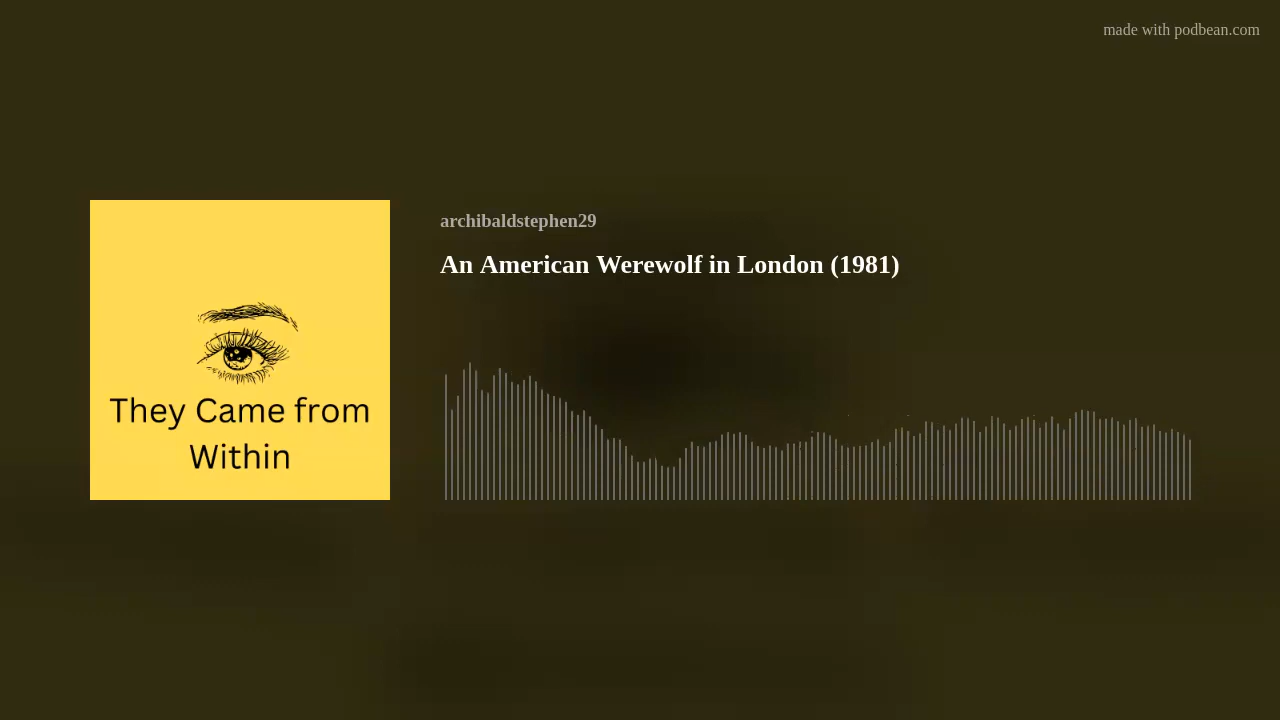 made with podbean.com
archibaldstephen29
An American Werewolf in London (1981)
They Came from
Within